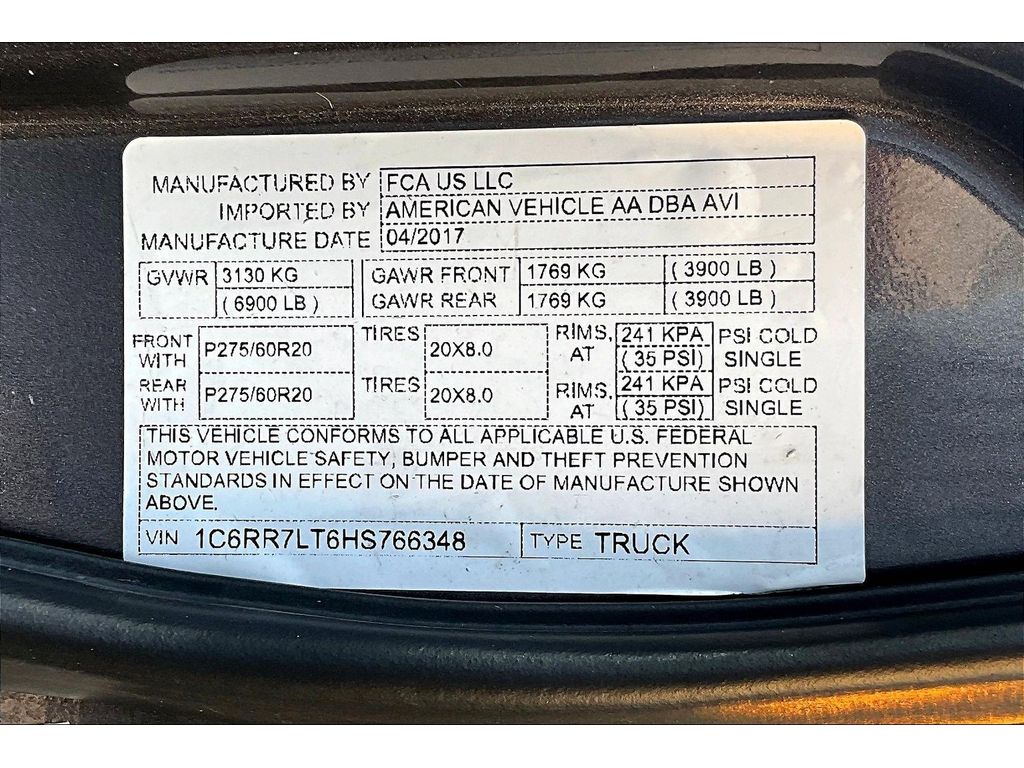 MANUFACTURED BY FCA US LLC
IMPORTED BY AMERICAN VEHICLE AA DBA AVI
MANUFACTURE DATE 04/2017
GVWR 3130 KG GAWR FRONT 1769 KG (3900 LB)
(6900 LB) GAWR REAR 1769 KG (3900 LB)
FRONT WITH P275/60R20 TIRES 20X8.0 RIMS, AT 241 KPA (35 PSI) PSI COLD SINGLE
REAR WITH P275/60R20 TIRES 20X8.0 RIMS, AT 241 KPA (35 PSI) PSI COLD SINGLE
THIS VEHICLE CONFORMS TO ALL APPLICABLE U.S. FEDERAL
MOTOR VEHICLE SAFETY, BUMPER AND THEFT PREVENTION
STANDARDS IN EFFECT ON THE DATE OF MANUFACTURE SHOWN
ABOVE.
VIN 1C6RR7LT6HS766348 TYPE TRUCK